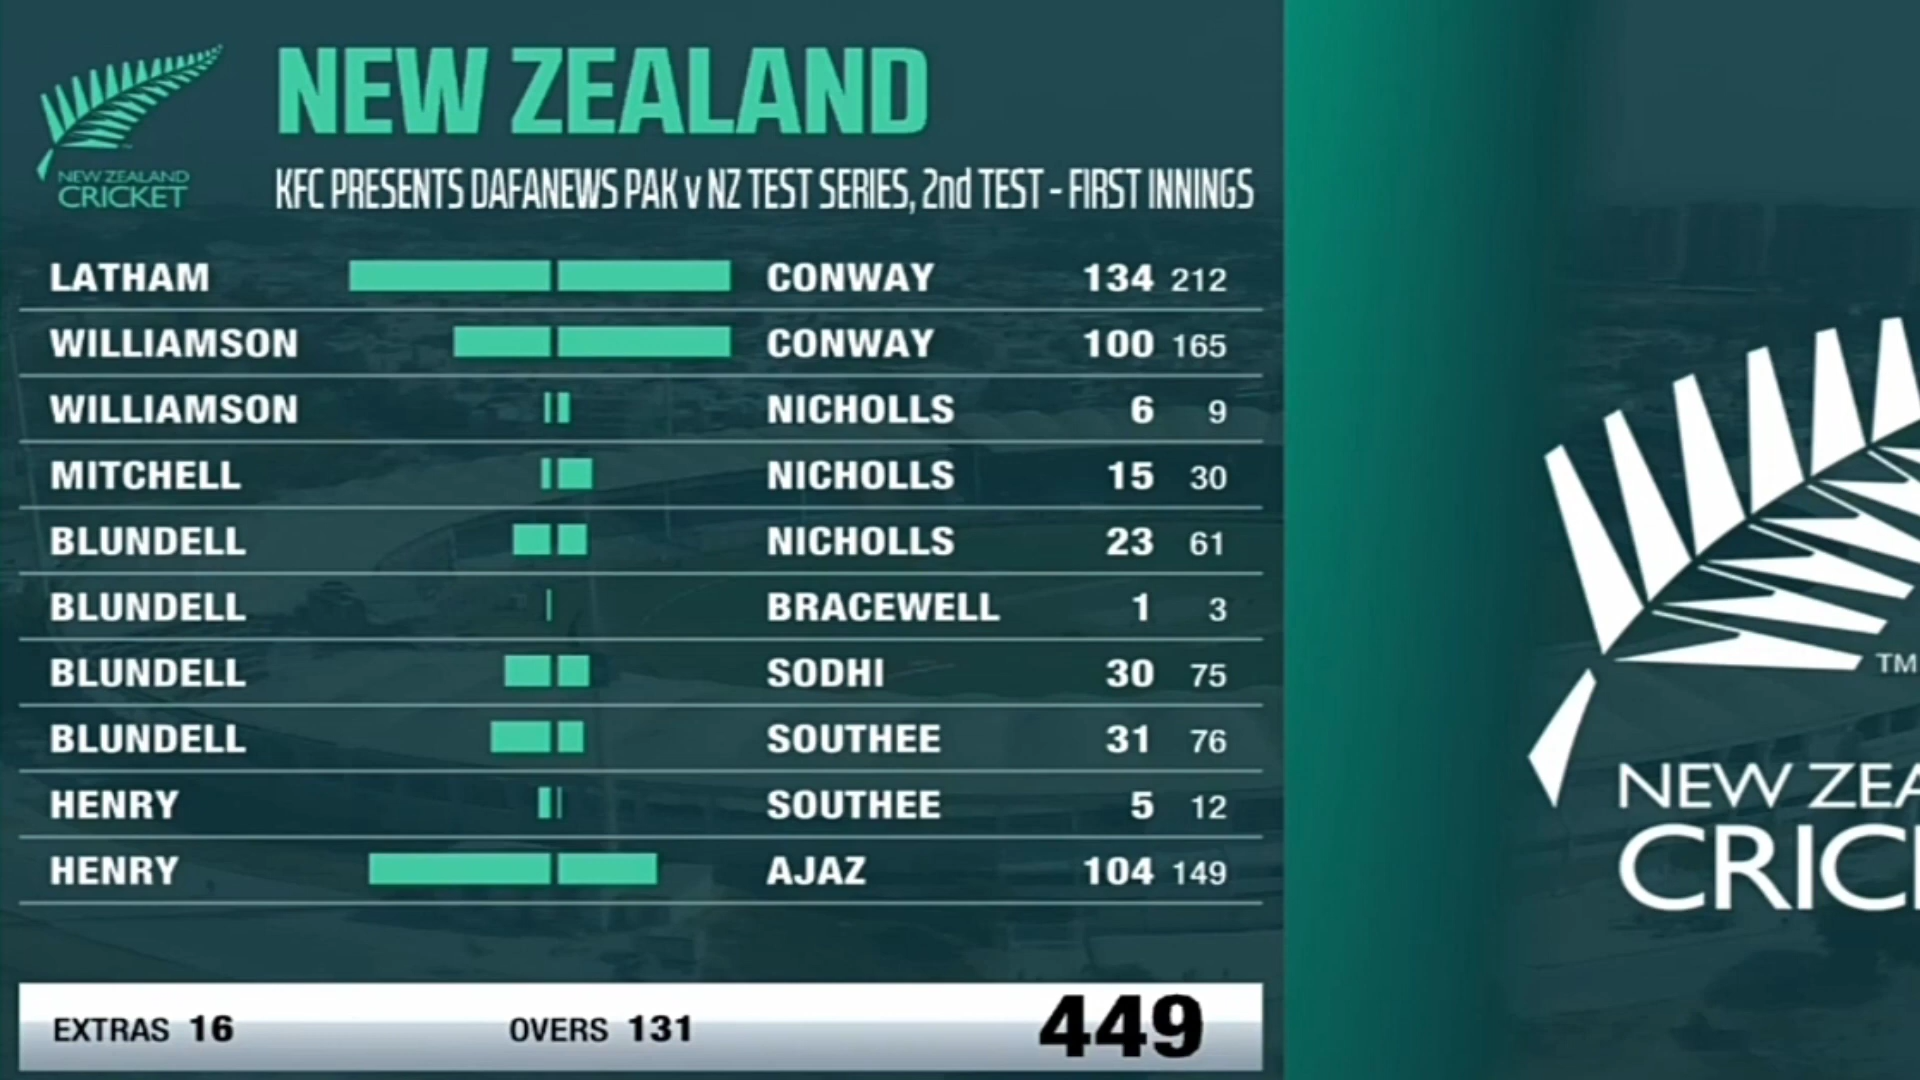 NEW ZEALAND
NEW ZEALAND
CRICKET
KFC PRESENTS DAFANEWS PAK v NZ TEST SERIES, 2nd TEST - FIRST INNINGS
LATHAM CONWAY 134 212
WILLIAMSON CONWAY 100 165
WILLIAMSON NICHOLLS 6 9
MITCHELL NICHOLLS 15 30
BLUNDELL NICHOLLS 23 61
BLUNDELL BRACEWELL 1 3
BLUNDELL SODHI 30 75
BLUNDELL SOUTHEE 31 76
HENRY SOUTHEE 5 12
HENRY AJAZ 104 149
EXTRAS 16 OVERS 131 449
TM
NEW ZEA
CRIC